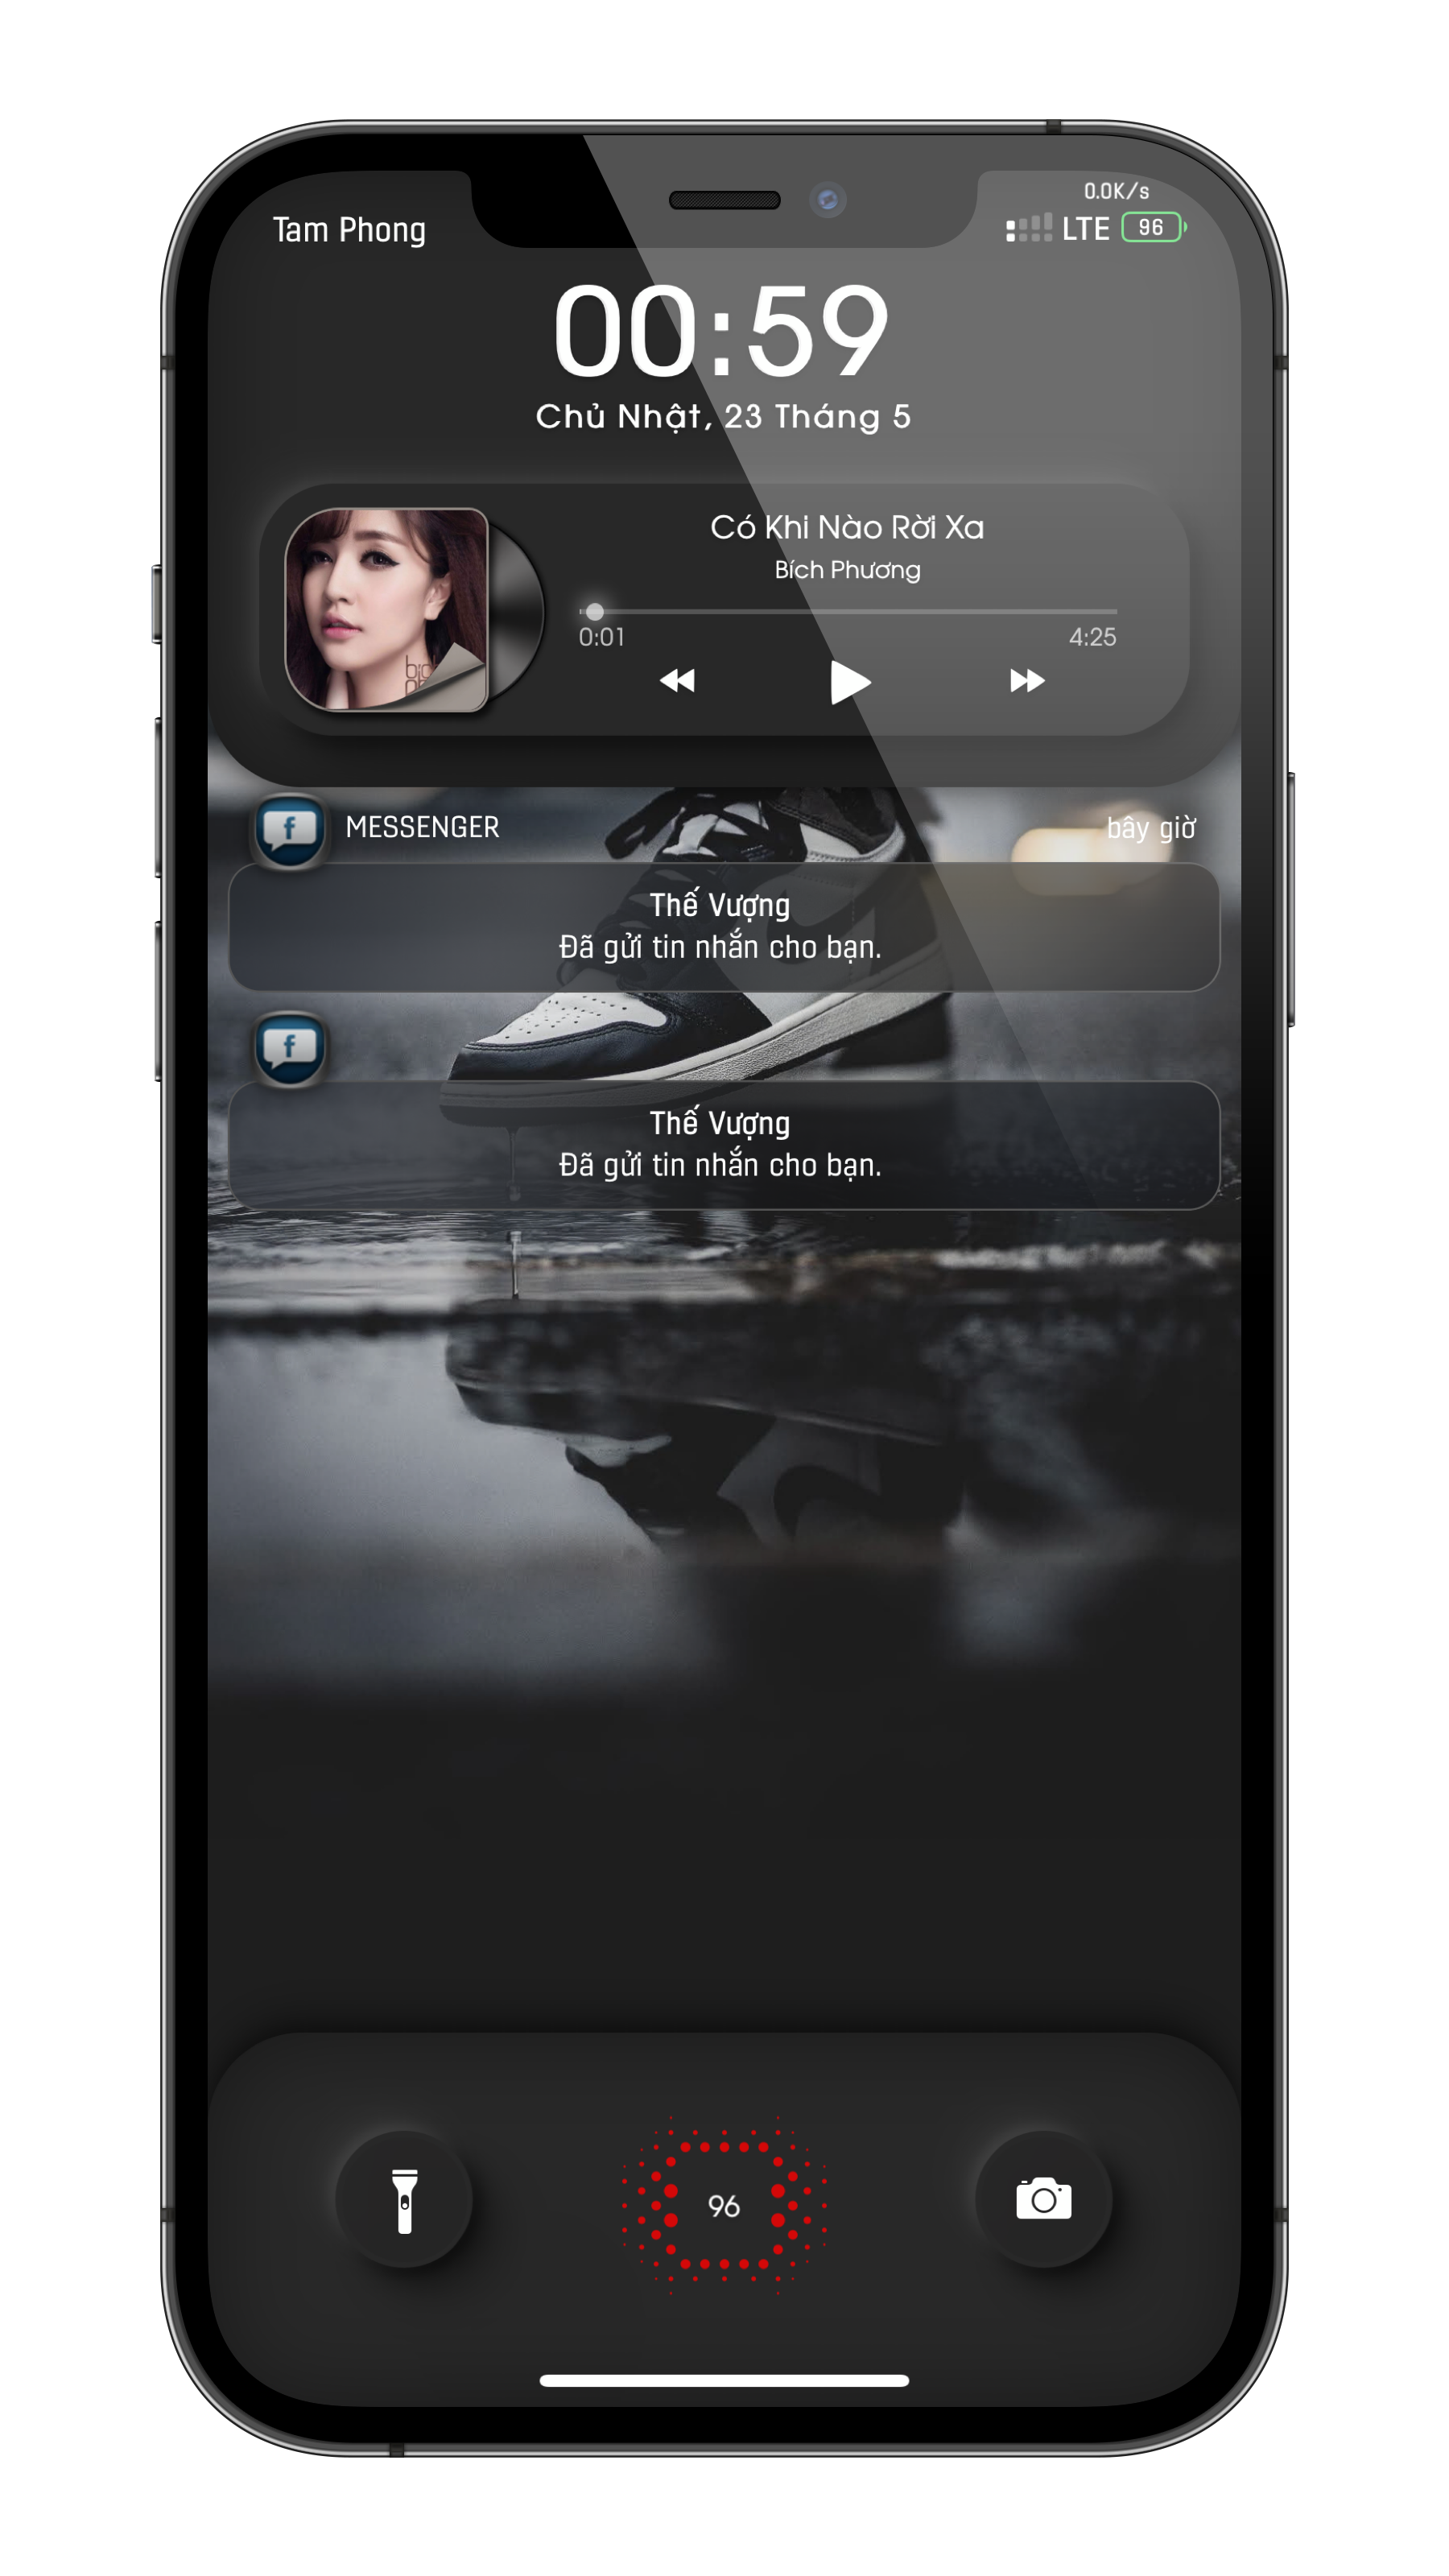 0.0K/s
Tam Phong
LTE 96
00:59
Chủ Nhật, 23 Tháng 5
Có Khi Nào Rời Xa
Bích Phương
0:01 4:25
MESSENGER bây giờ
Thế Vượng
Đã gửi tin nhắn cho bạn.
Thế Vượng
Đã gửi tin nhắn cho bạn.
96